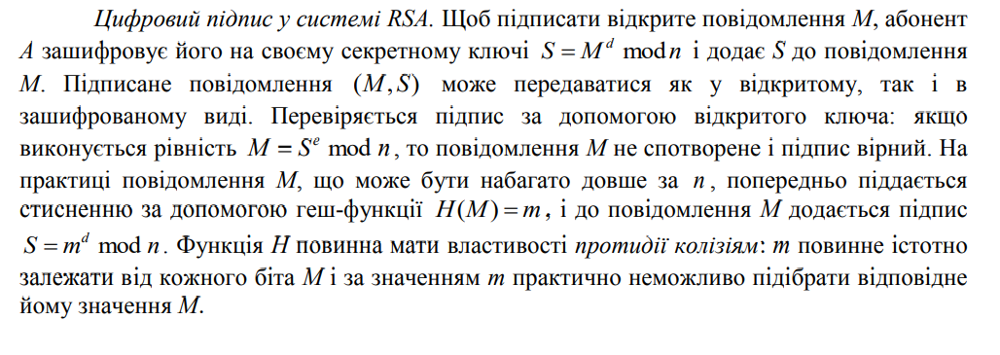 Цифровий підпис у системі RSA. Щоб підписати відкрите повідомлення M, абонент
A зашифровує його на своєму секретному ключі S = M^d mod n і додає S до повідомлення
M. Підписане повідомлення (M, S) може передаватися як у відкритому, так і в
зашифрованому виді. Перевіряється підпис за допомогою відкритого ключа: якщо
виконується рівність M = S^e mod n, то повідомлення M не спотворене і підпис вірний. На
практиці повідомлення M, що може бути набагато довше за n, попередньо піддається
стисненню за допомогою геш-функції H(M) = m, і до повідомлення M додається підпис
S = m^d mod n. Функція H повинна мати властивості протидії колізіям: m повинне істотно
залежати від кожного біта M і за значенням m практично неможливо підібрати відповідне
йому значення M.